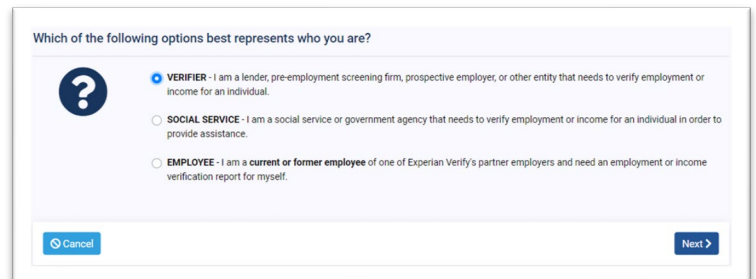 Which of the following options best represents who you are?
VERIFIER - I am a lender, pre-employment screening firm, prospective employer, or other entity that needs to verify employment or
income for an individual.
SOCIAL SERVICE - I am a social service or government agency that needs to verify employment or income for an individual in order to
provide assistance.
EMPLOYEE - I am a current or former employee of one of Experian Verify's partner employers and need an employment or income
verification report for myself.
Cancel
Next